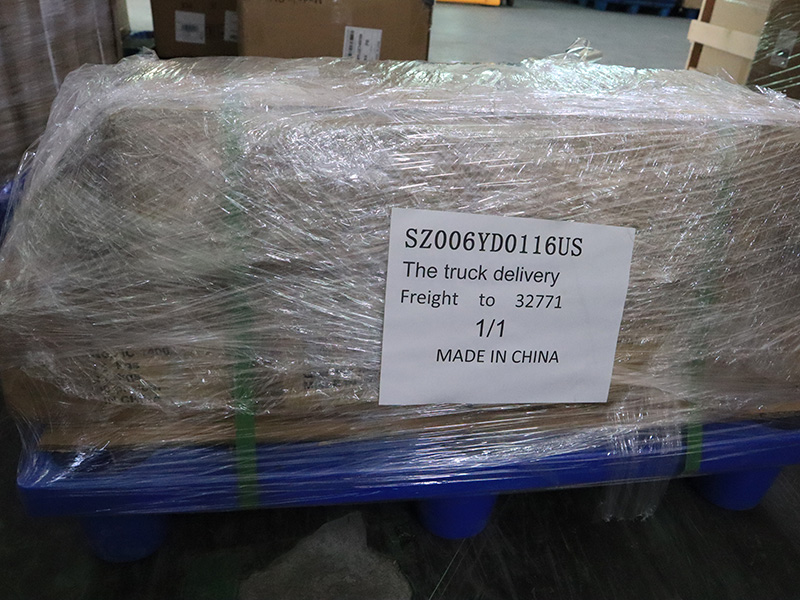 SZ006YD0116US
The truck delivery
Freight to 32771
1/1
MADE IN CHINA